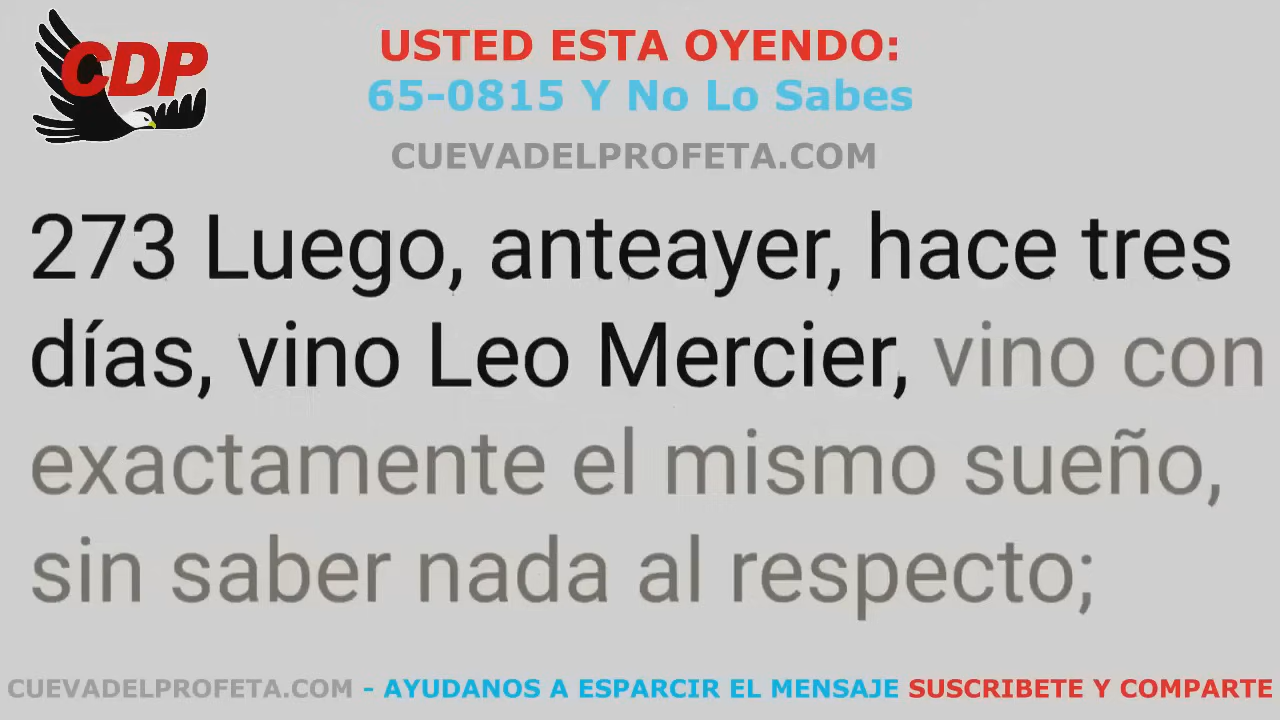 CDP
USTED ESTA OYENDO:
65-0815 Y No Lo Sabes
CUEVADELPROFETA.COM
273 Luego, anteayer, hace tres
días, vino Leo Mercier, vino con
exactamente el mismo sueño,
sin saber nada al respecto;
CUEVADELPROFETA.COM - AYUDANOS A ESPARCIR EL MENSAJE SUSCRIBETE Y COMPARTE